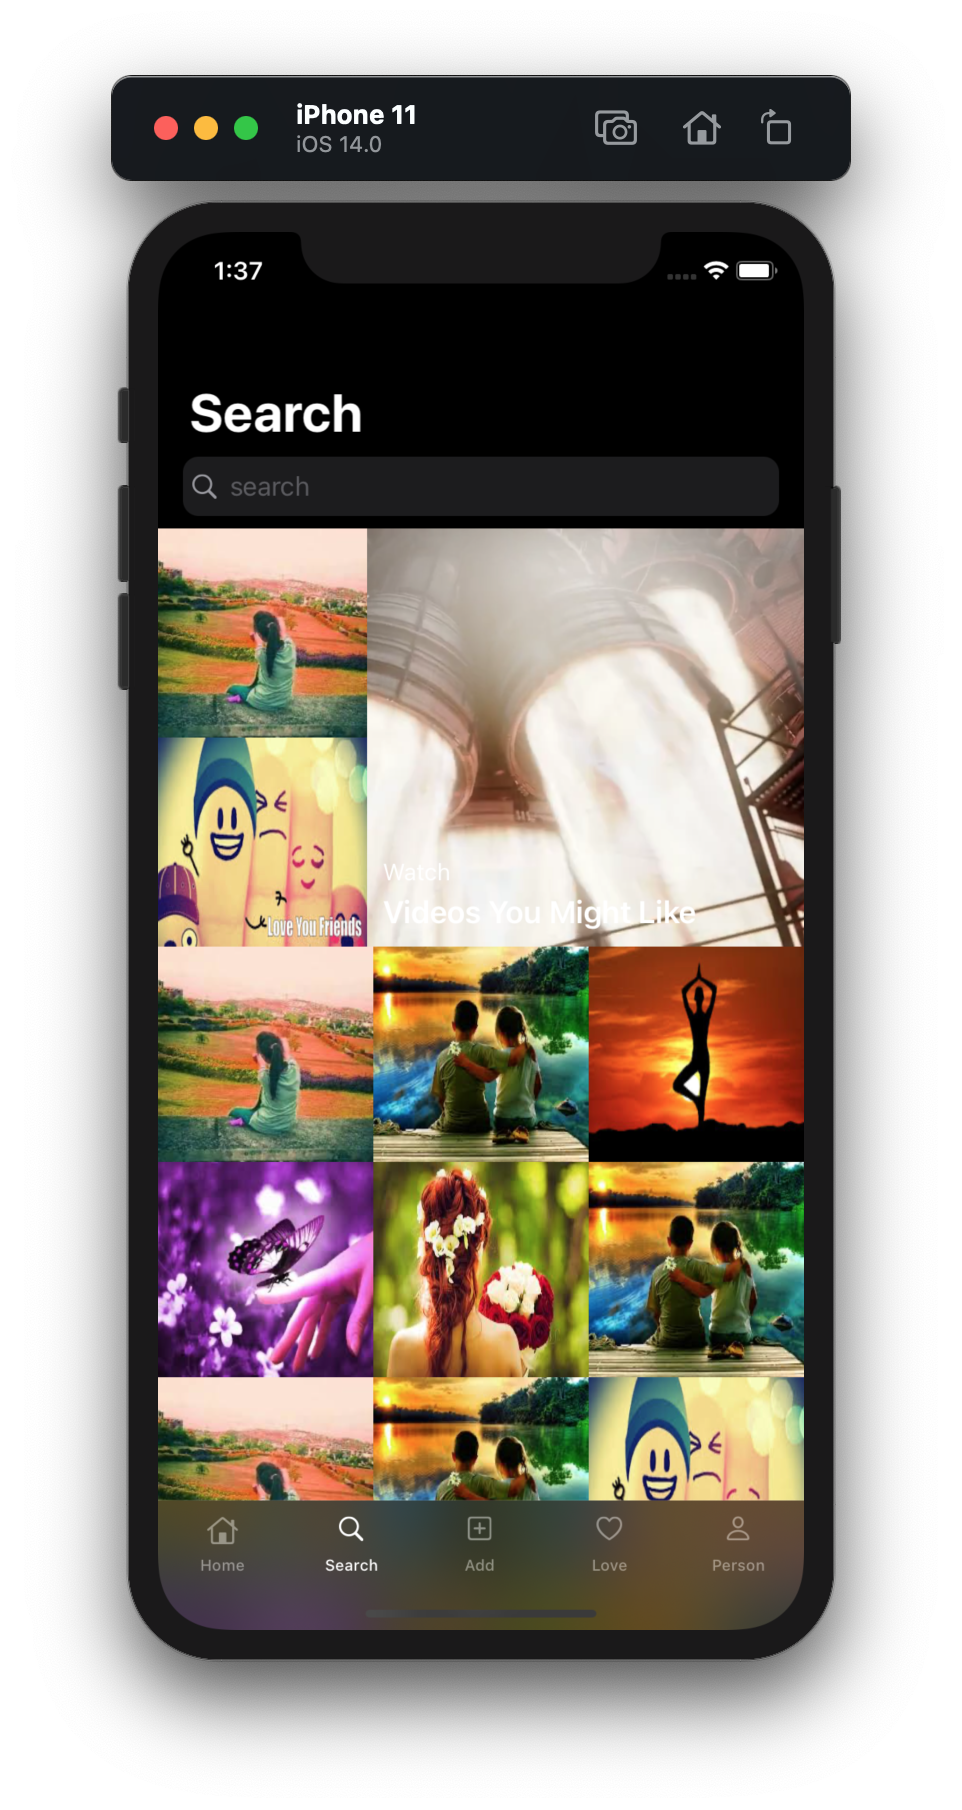 iPhone 11
iOS 14.0
1:37
Search
search
Love You Friends
Watch
Videos You Might Like
Home
Search
Add
Love
Person